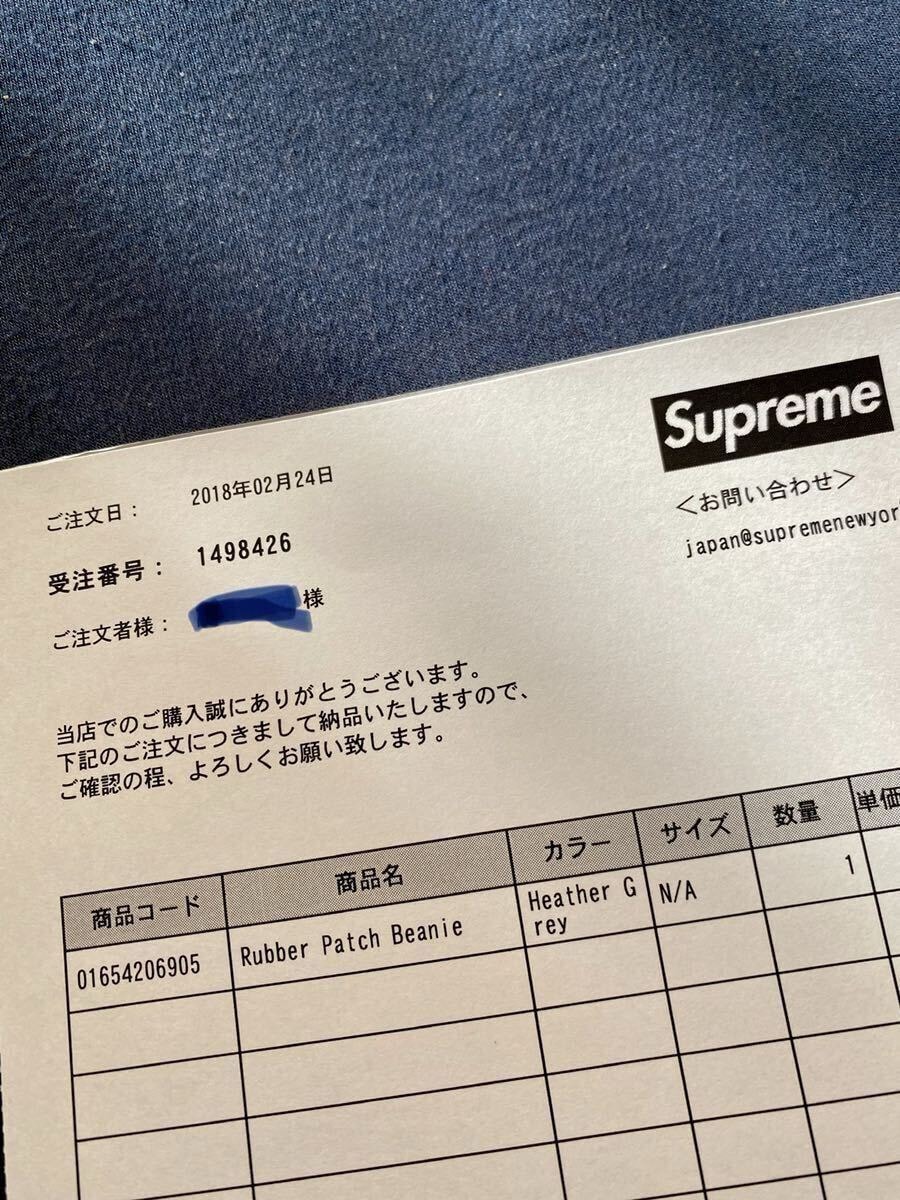 Supreme
ご注文日： 2018年02月24日
<お問い合わせ>
受注番号： 1498426
japan@supremenewyor
ご注文者様： 様
当店でのご購入誠にありがとうございます。
下記のご注文につきまして納品いたしますので、
ご確認の程、よろしくお願い致します。
商品コード 商品名 カラー サイズ 数量 単価
01654206905 Rubber Patch Beanie Heather G N/A 1
rey